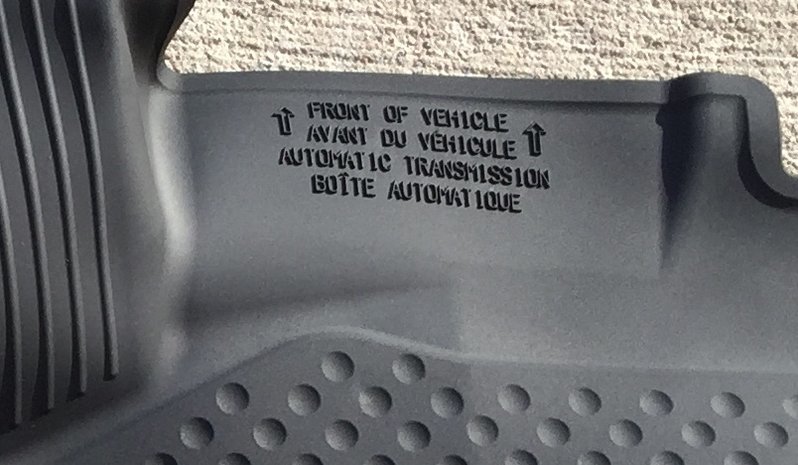 FRONT OF VEHICLE
AVANT DU VÉHICULE
AUTOMATIC TRANSMISSION
BOÎTE AUTOMATIQUE